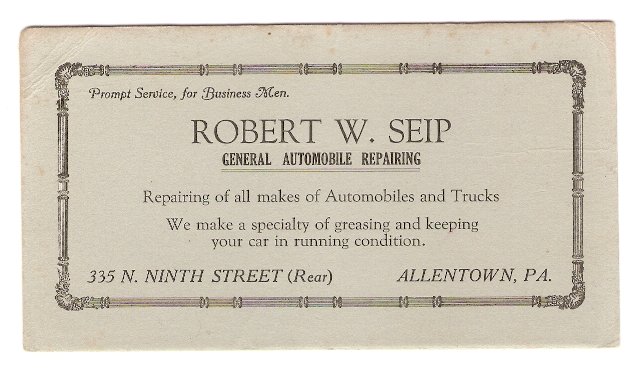 Prompt Service, for Business Men.
ROBERT W. SEIP
GENERAL AUTOMOBILE REPAIRING
Repairing of all makes of Automobiles and Trucks
We make a specialty of greasing and keeping
your car in running condition.
335 N. NINTH STREET (Rear) ALLENTOWN, PA.